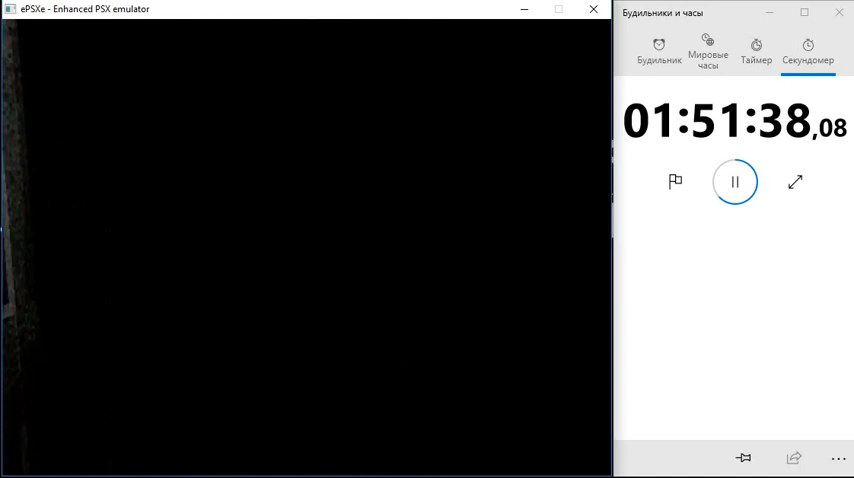 ePSXe - Enhanced PSX emulator
Будильники и часы
Будильник
Мировые
часы
Таймер
Секундомер
01:51:38,08